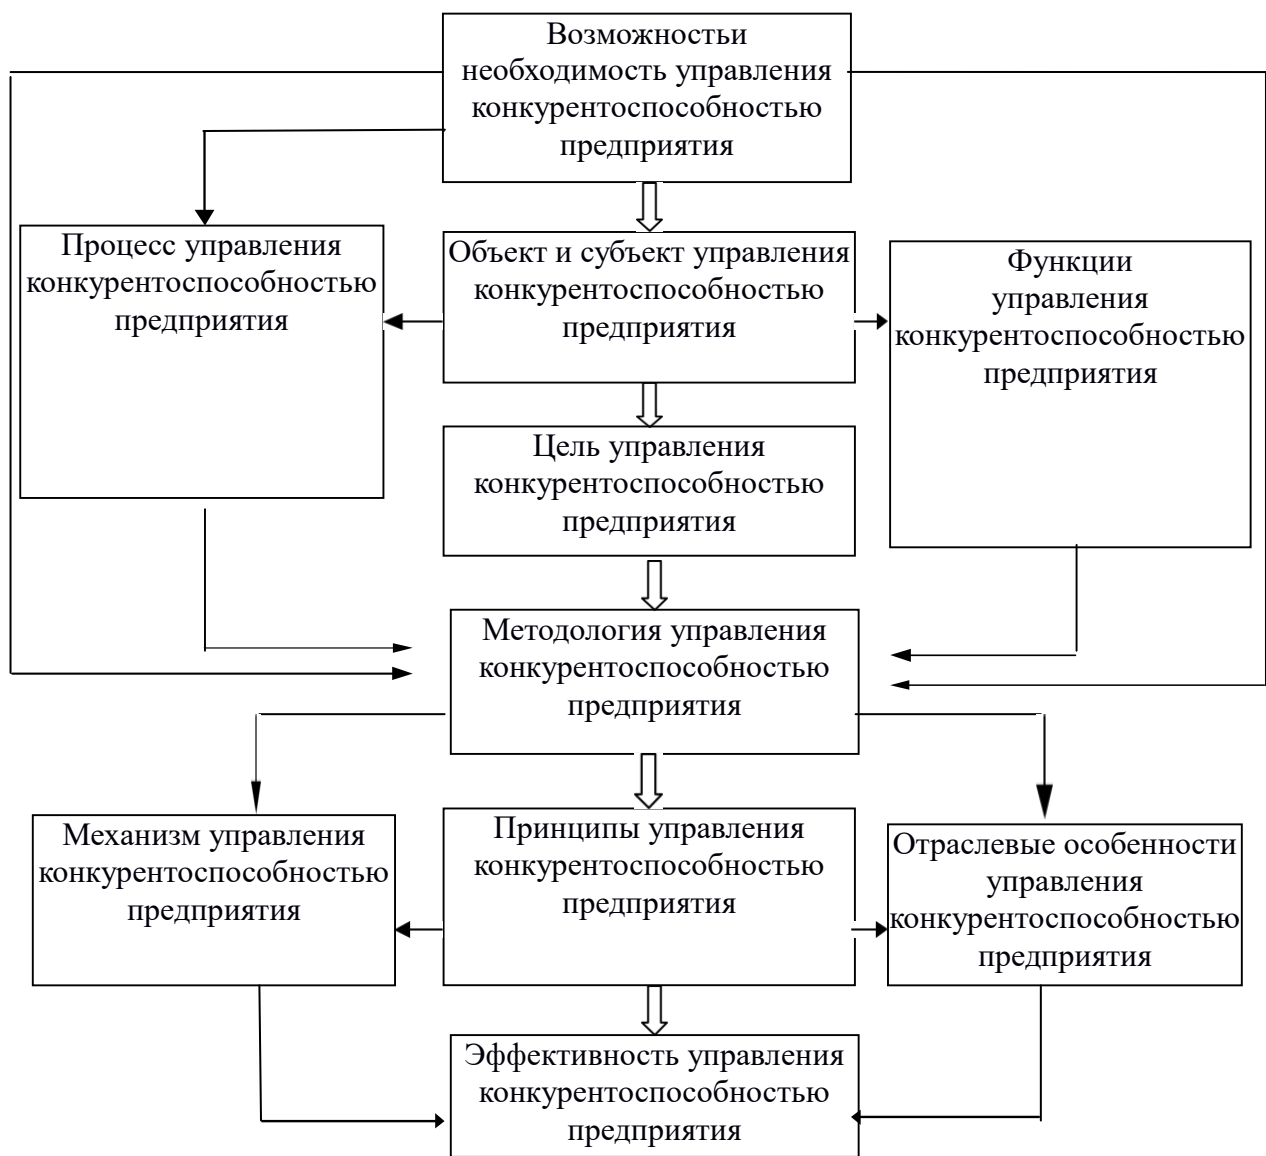 Возможностьи
необходимость управления
конкурентоспособностью
предприятия
Процесс управления
конкурентоспособностью
предприятия
Объект и субъект управления
конкурентоспособностью
предприятия
Функции
управления
конкурентоспособностью
предприятия
Цель управления
конкурентоспособностью
предприятия
Методология управления
конкурентоспособностью
предприятия
Механизм управления
конкурентоспособностью
предприятия
Принципы управления
конкурентоспособностью
предприятия
Отраслевые особенности
управления
конкурентоспособностью
предприятия
Эффективность управления
конкурентоспособностью
предприятия